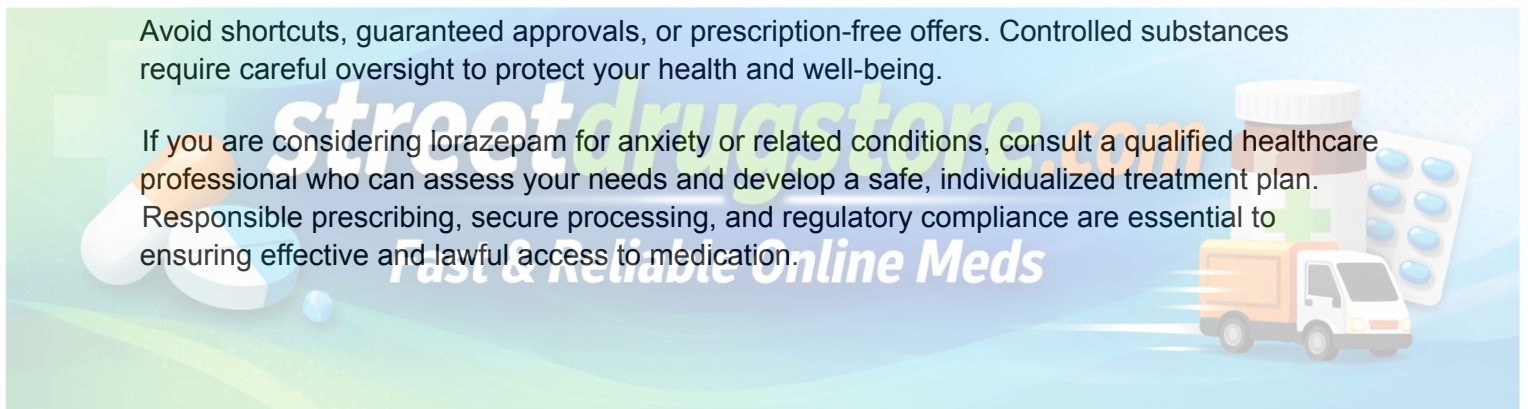 Avoid shortcuts, guaranteed approvals, or prescription-free offers. Controlled substances
require careful oversight to protect your health and well-being.
streetdrugstore.com
If you are considering lorazepam for anxiety or related conditions, consult a qualified healthcare
professional who can assess your needs and develop a safe, individualized treatment plan.
Responsible prescribing, secure processing, and regulatory compliance are essential to
ensuring effective and lawful access to medication.
Fast & Reliable Online Meds